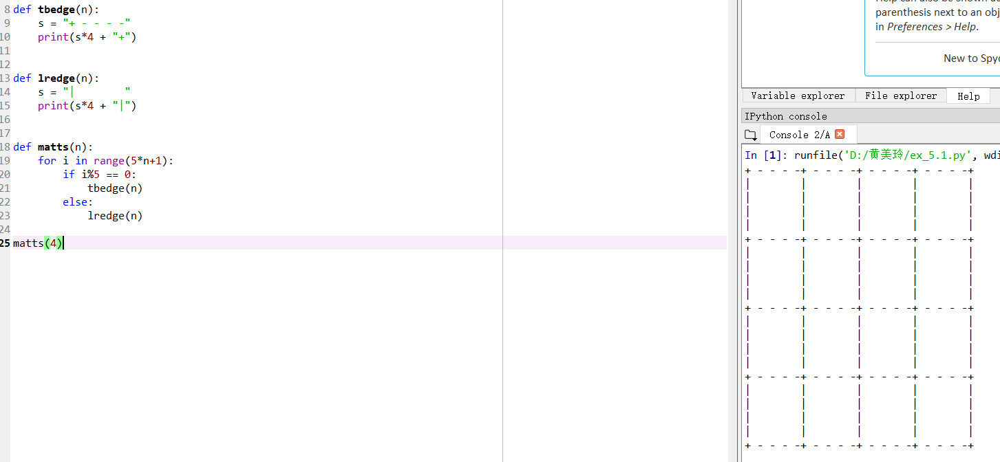 8 def tbedge(n):
9     s = "+ - - - -"
10     print(s*4 + "+")
11
12
13 def lredge(n):
14     s = "|        "
15     print(s*4 + "|")
16
17
18 def matts(n):
19     for i in range(5*n+1):
20         if i%5 == 0:
21             tbedge(n)
22         else:
23             lredge(n)
24
25 matts(4)
parenthesis next to an obj
in Preferences > Help.
New to Spyd
Variable explorer File explorer Help
IPython console
Console 2/A
In [1]: runfile('D:/黄美玲/ex_5.1.py', wdi
+ - - - -+ - - - -+ - - - -+ - - - -+
|        |        |        |        |
|        |        |        |        |
|        |        |        |        |
|        |        |        |        |
+ - - - -+ - - - -+ - - - -+ - - - -+
|        |        |        |        |
|        |        |        |        |
|        |        |        |        |
|        |        |        |        |
+ - - - -+ - - - -+ - - - -+ - - - -+
|        |        |        |        |
|        |        |        |        |
|        |        |        |        |
|        |        |        |        |
+ - - - -+ - - - -+ - - - -+ - - - -+
|        |        |        |        |
|        |        |        |        |
|        |        |        |        |
|        |        |        |        |
+ - - - -+ - - - -+ - - - -+ - - - -+